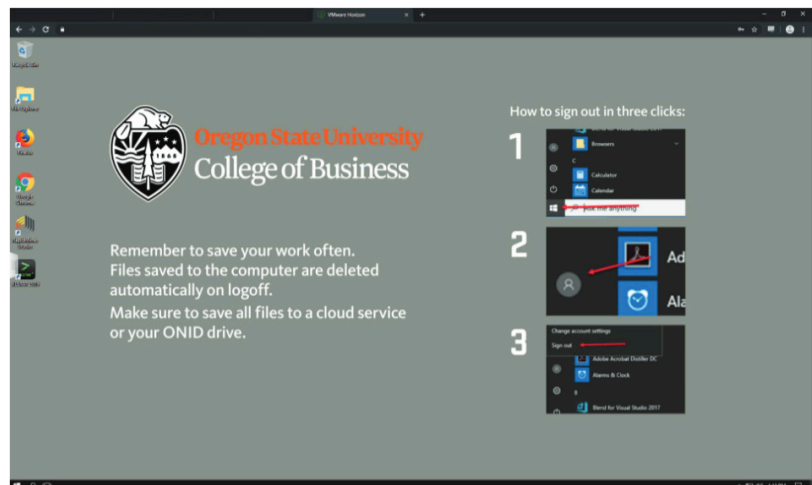 VMware Horizon
Oregon State University
College of Business
Remember to save your work often.
Files saved to the computer are deleted
automatically on logoff.
Make sure to save all files to a cloud service
or your ONID drive.
How to sign out in three clicks:
1
Browsers
C
Calculator
Calendar
Ask me anything
2
Ad
Ala
3
Change account settings
Sign out
Adobe Acrobat Distiller DC
Alarms & Clock
B
Blend for Visual Studio 2017